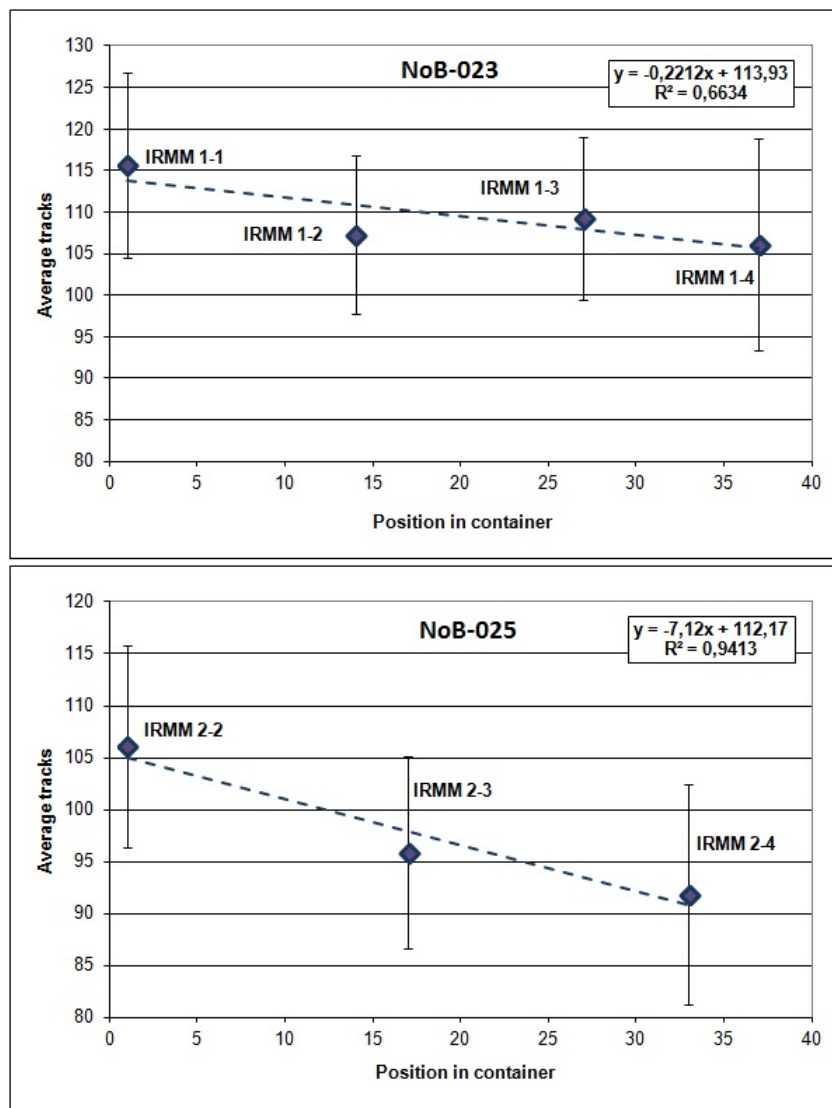 NoB-023
y = -0,2212x + 113,93
R² = 0,6634
130
125
120
115
110
105
100
95
90
85
80
Average tracks
IRMM 1-1
IRMM 1-2
IRMM 1-3
IRMM 1-4
0 5 10 15 20 25 30 35 40
Position in container
NoB-025
y = -7,12x + 112,17
R² = 0,9413
120
115
110
105
100
95
90
85
80
Average tracks
IRMM 2-2
IRMM 2-3
IRMM 2-4
0 5 10 15 20 25 30 35 40
Position in container